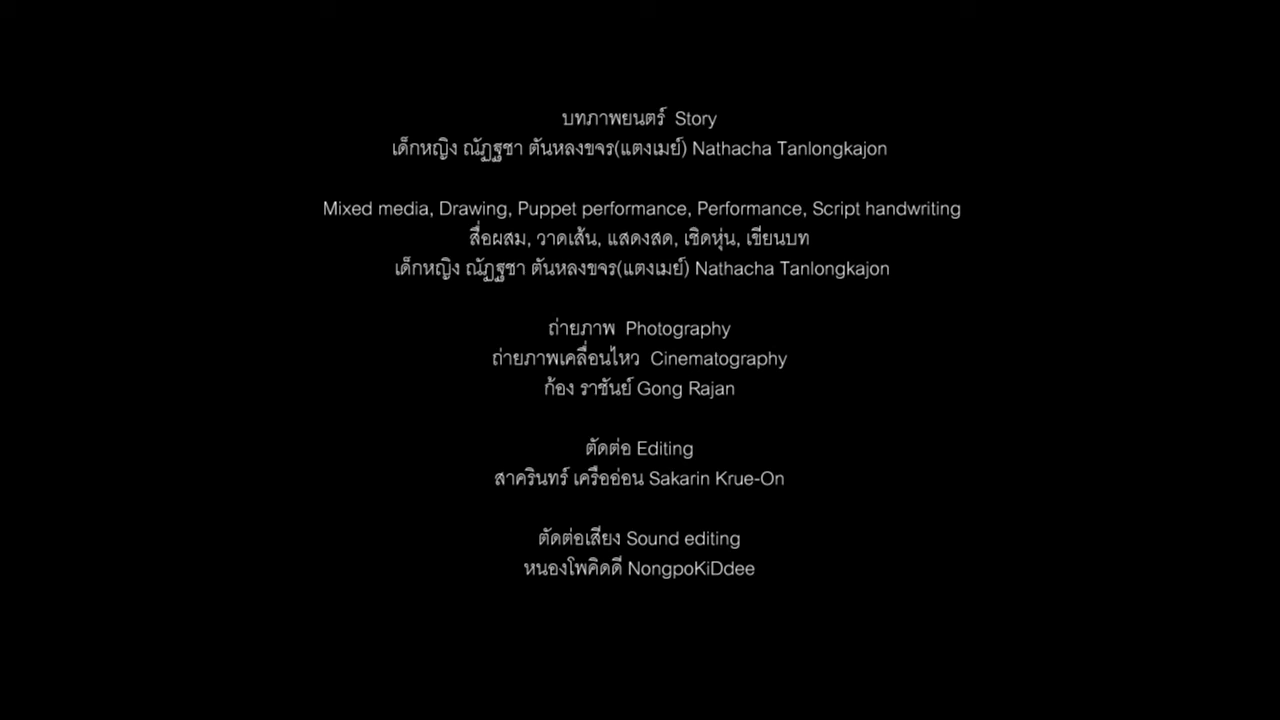 บทภาพยนตร์ Story
เด็กหญิง ณัฏฐชา ตันหลงขจร(แตงเมย์) Nathacha Tanlongkajon
Mixed media, Drawing, Puppet performance, Performance, Script handwriting
สื่อผสม, วาดเส้น, แสดงสด, เชิดหุ่น, เขียนบท
เด็กหญิง ณัฏฐชา ตันหลงขจร(แตงเมย์) Nathacha Tanlongkajon
ถ่ายภาพ Photography
ถ่ายภาพเคลื่อนไหว Cinematography
ก้อง ราชันย์ Gong Rajan
ตัดต่อ Editing
สาครินทร์ เครืออ่อน Sakarin Krue-On
ตัดต่อเสียง Sound editing
หนองโพคิดดี NongpoKiDdee